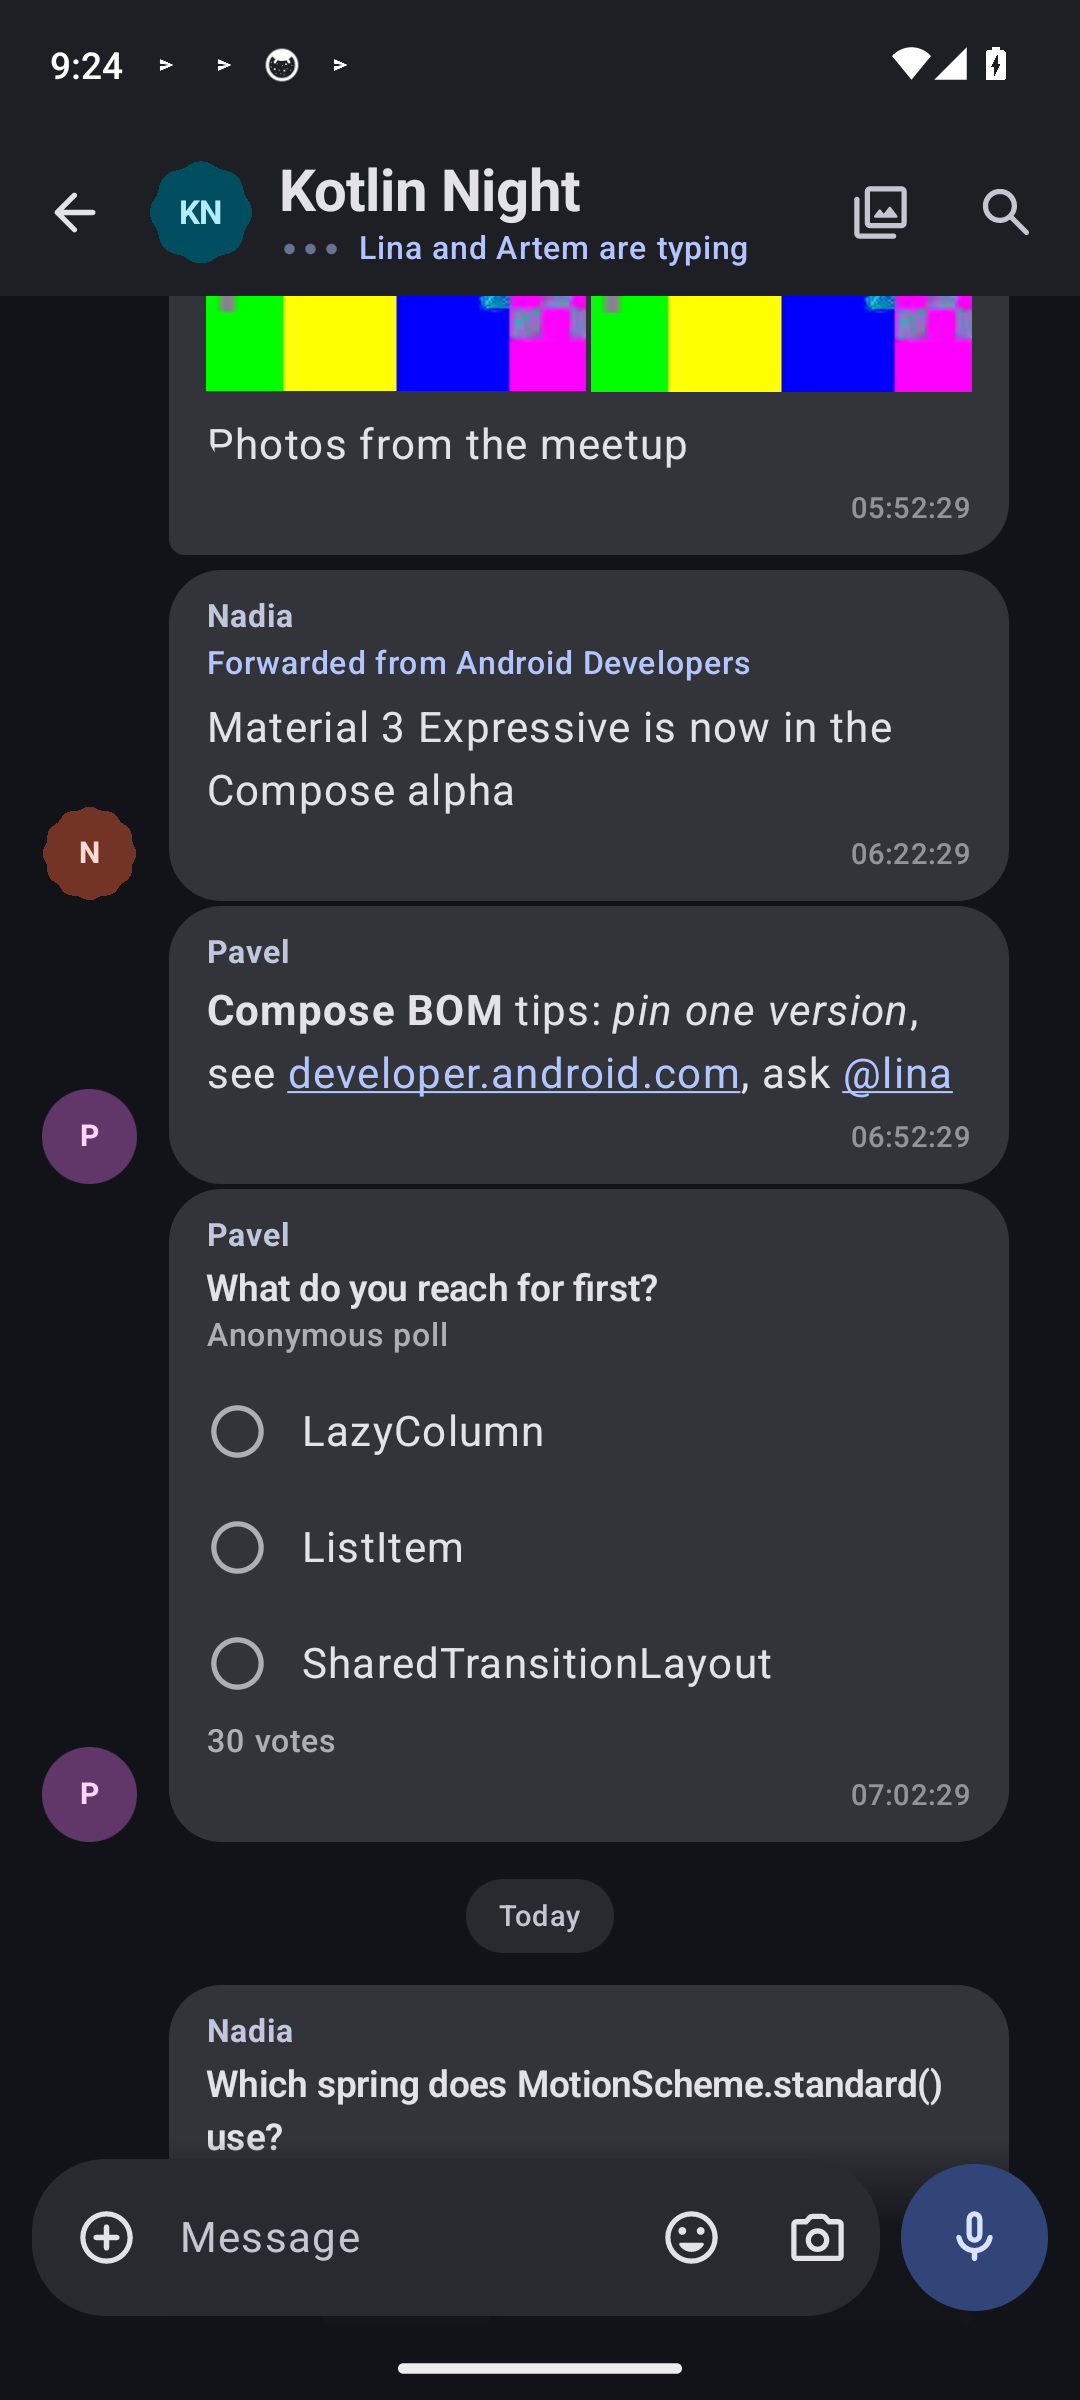 9:24
KN
Kotlin Night
Lina and Artem are typing
Photos from the meetup
05:52:29
Nadia
Forwarded from Android Developers
Material 3 Expressive is now in the
Compose alpha
N
06:22:29
Pavel
Compose BOM tips: pin one version,
see developer.android.com, ask @lina
P
06:52:29
Pavel
What do you reach for first?
Anonymous poll
LazyColumn
ListItem
SharedTransitionLayout
30 votes
P
07:02:29
Today
Nadia
Which spring does MotionScheme.standard()
use?
Message